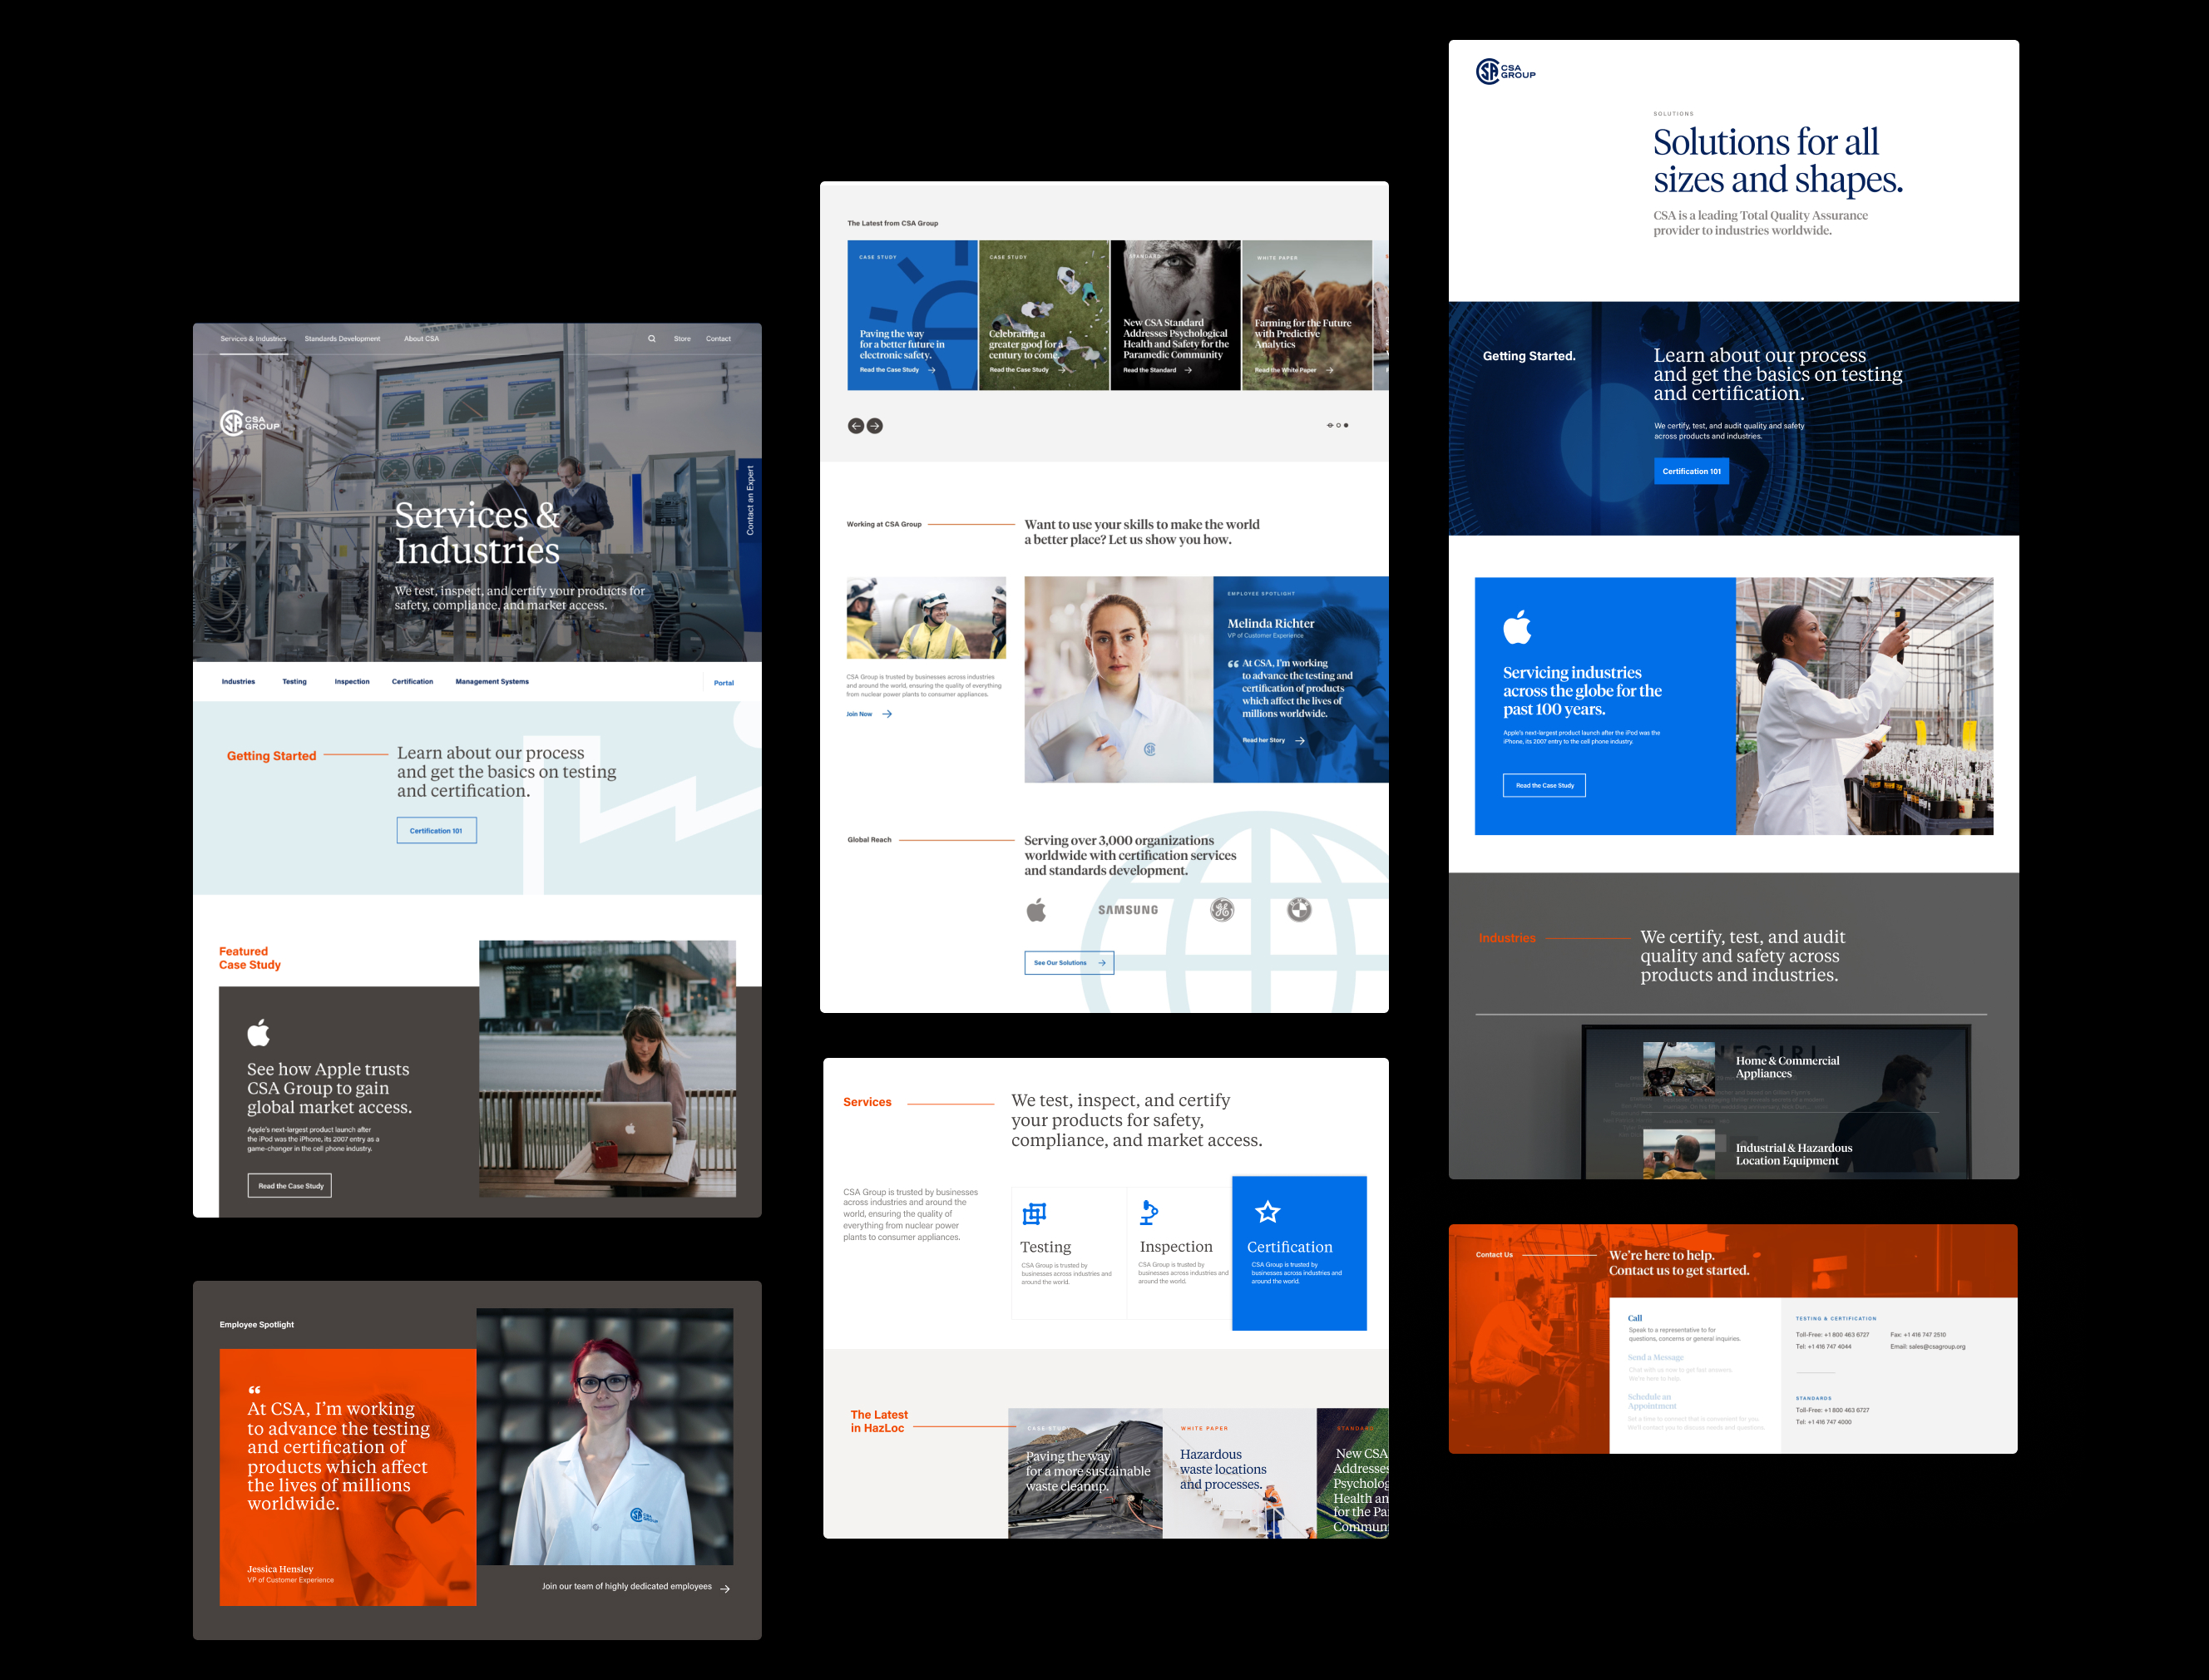 Services & Industries
Standards Development
About CSA
Store
Contact
CSA
GROUP
Contact an Expert
Services &
Industries
We test, inspect, and certify your products for
safety, compliance, and market access.
Industries
Testing
Inspection
Certification
Management Systems
Portal
Getting Started
Learn about our process
and get the basics on testing
and certification.
Certification 101
Featured
Case Study
See how Apple trusts
CSA Group to gain
global market access.
Apple's next-largest product launch after
the iPod was the iPhone, its 2007 entry as a
game-changer in the cell phone industry.
Read the Case Study
Employee Spotlight
“
At CSA, I'm working
to advance the testing
and certification of
products which affect
the lives of millions
worldwide.
Jessica Hensley
VP of Customer Experience
CSA
GROUP
Join our team of highly dedicated employees
The Latest from CSA Group
CASE STUDY
Paving the way
for a better future in
electronic safety.
Read the Case Study
CASE STUDY
Celebrating a
greater good for a
century to come.
Read the Case Study
STANDARD
New CSA Standard
Addresses Psychological
Health and Safety for the
Paramedic Community
Read the Standard
WHITE PAPER
Farming for the Future
with Predictive
Analytics
Read the White Paper
Working at CSA Group
Want to use your skills to make the world
a better place? Let us show you how.
CSA Group is trusted by businesses across industries
and around the world, ensuring the quality of everything
from nuclear power plants to consumer appliances.
Join Now
EMPLOYEE SPOTLIGHT
Melinda Richter
VP of Customer Experience
“ At CSA, I'm working
to advance the testing and
certification of products
which affect the lives of
millions worldwide.
Read her Story
Global Reach
Serving over 3,000 organizations
worldwide with certification services
and standards development.
SAMSUNG
GE
See Our Solutions
Services
We test, inspect, and certify
your products for safety,
compliance, and market access.
CSA Group is trusted by businesses
across industries and around the
world, ensuring the quality of
everything from nuclear power
plants to consumer appliances.
Testing
CSA Group is trusted by
businesses across industries and
around the world.
Inspection
CSA Group is trusted by
businesses across industries and
around the world.
Certification
CSA Group is trusted by
businesses across industries and
around the world.
The Latest
in HazLoc
CASE STUDY
Paving the way
for a more sustainable
waste cleanup.
WHITE PAPER
Hazardous
waste locations
and processes.
STANDARD
New CSA
Addresses
Psycholog
Health an
for the Pa
Commun
CSA
GROUP
SOLUTIONS
Solutions for all
sizes and shapes.
CSA is a leading Total Quality Assurance
provider to industries worldwide.
Getting Started.
Learn about our process
and get the basics on testing
and certification.
We certify, test, and audit quality and safety
across products and industries.
Certification 101
Servicing industries
across the globe for the
past 100 years.
Apple's next-largest product launch after the iPod was the
iPhone, its 2007 entry to the cell phone industry.
Read the Case Study
Industries
We certify, test, and audit
quality and safety across
products and industries.
GIRL
Home & Commercial
Appliances
Industrial & Hazardous
Location Equipment
Contact Us
We're here to help.
Contact us to get started.
Call
Speak to a representative to for
questions, concerns or general inquiries.
Send a Message
Chat with us now to get fast answers.
We're here to help.
Schedule an
Appointment
Set a time to connect that is convenient for you.
We'll contact you to discuss needs and questions.
TESTING & CERTIFICATION
Toll-Free: +1 800 463 6727
Tel: +1 416 747 4044
Fax: +1 416 747 2510
Email: sales@csagroup.org
STANDARDS
Toll-Free: +1 800 463 6727
Tel: +1 416 747 4000